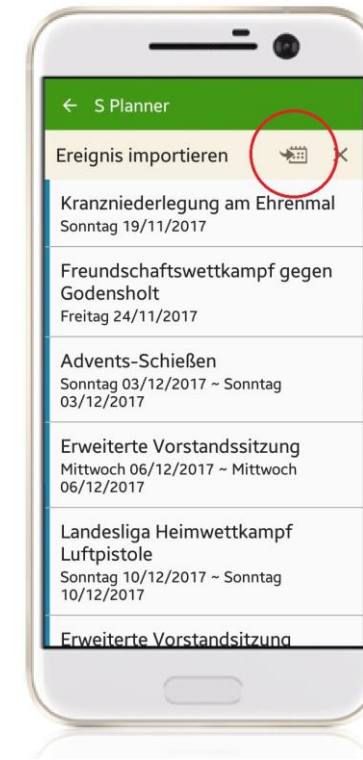 ← S Planner
Ereignis importieren
Kranzniederlegung am Ehrenmal
Sonntag 19/11/2017
Freundschaftswettkampf gegen
Godensholt
Freitag 24/11/2017
Advents-Schießen
Sonntag 03/12/2017 ~ Sonntag
03/12/2017
Erweiterte Vorstandssitzung
Mittwoch 06/12/2017 ~ Mittwoch
06/12/2017
Landesliga Heimwettkampf
Luftpistole
Sonntag 10/12/2017 ~ Sonntag
10/12/2017
Erweiterte Vorstandsitzung